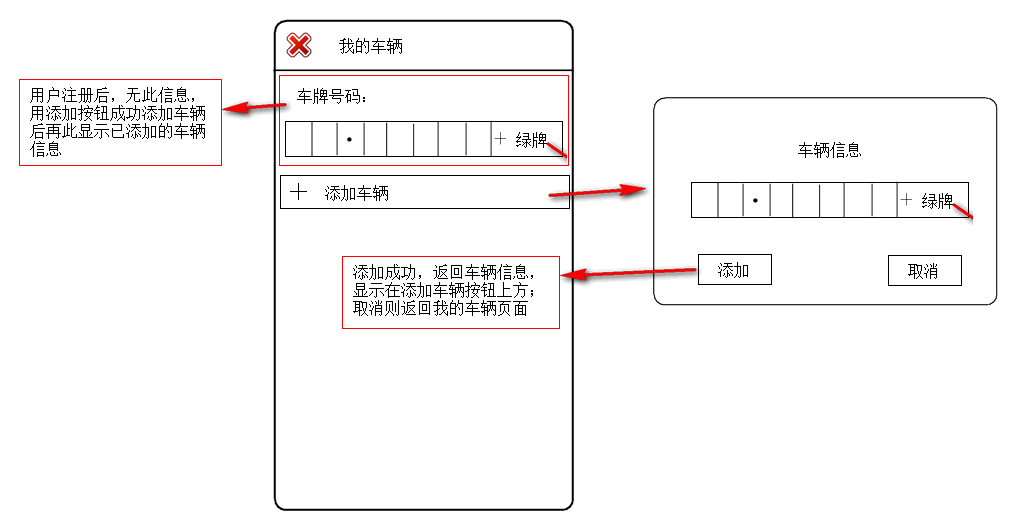 我的车辆
用户注册后，无此信息，
用添加按钮成功添加车辆
后再此显示已添加的车辆
信息
车牌号码：
· + 绿牌
+ 添加车辆
添加成功，返回车辆信息，
显示在添加车辆按钮上方；
取消则返回我的车辆页面
车辆信息
· + 绿牌
添加 取消